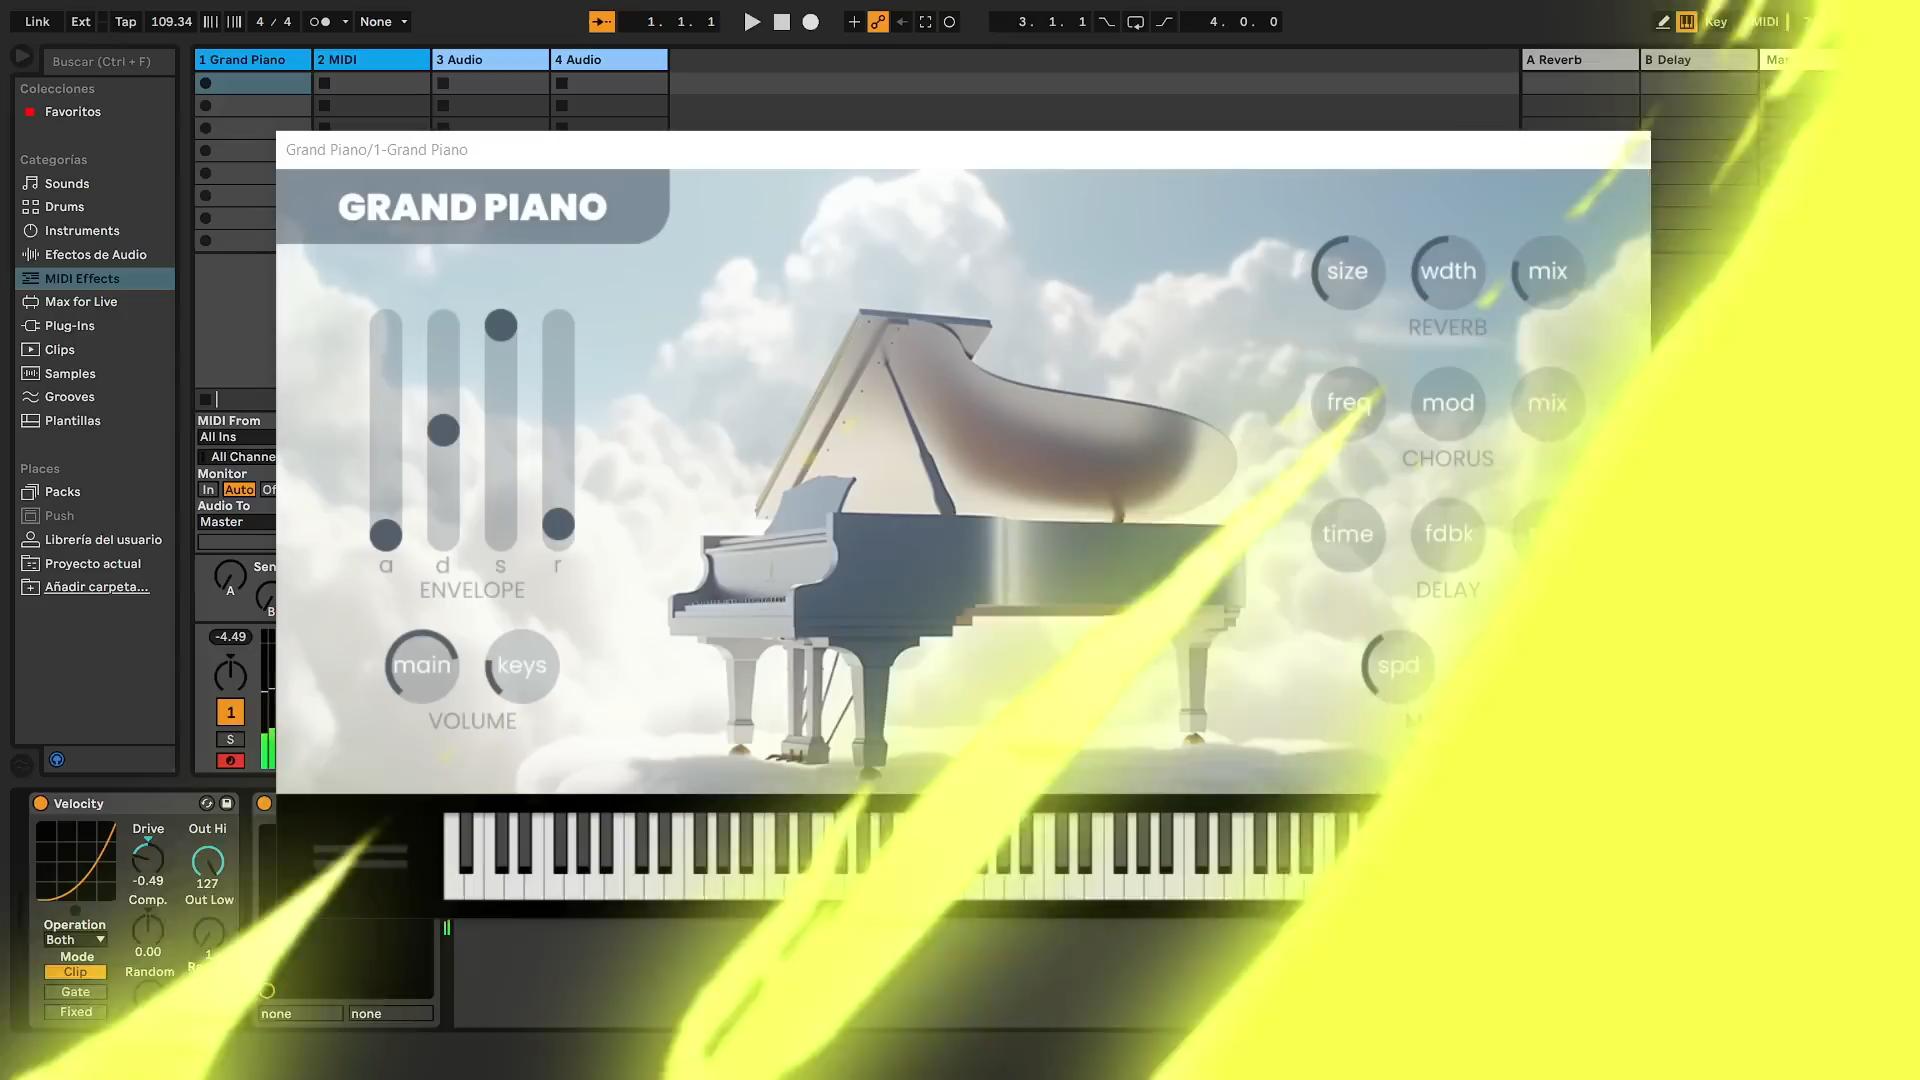 Link Ext Tap 109.34 4 / 4 None 1. 1. 1 3. 1. 1 4. 0. 0 Key MIDI
Buscar (Ctrl + F)
Colecciones
Favoritos
Categorías
Sounds
Drums
Instruments
Efectos de Audio
MIDI Effects
Max for Live
Plug-Ins
Clips
Samples
Grooves
Plantillas
Places
Packs
Push
Librería del usuario
Proyecto actual
Añadir carpeta...
1 Grand Piano 2 MIDI 3 Audio 4 Audio A Reverb B Delay
MIDI From
All Ins
All Channe
Monitor
In Auto Of
Audio To
Master
Sen
A
B
-4.49
1
S
Grand Piano/1-Grand Piano
GRAND PIANO
a d s r
ENVELOPE
main keys
VOLUME
size wdth mix
REVERB
freq mod mix
CHORUS
time fdbk
DELAY
spd
Velocity
Drive Out Hi
-0.49 127
Comp. Out Low
Operation
Both
0.00
Mode
Clip Random
Gate
Fixed
none none